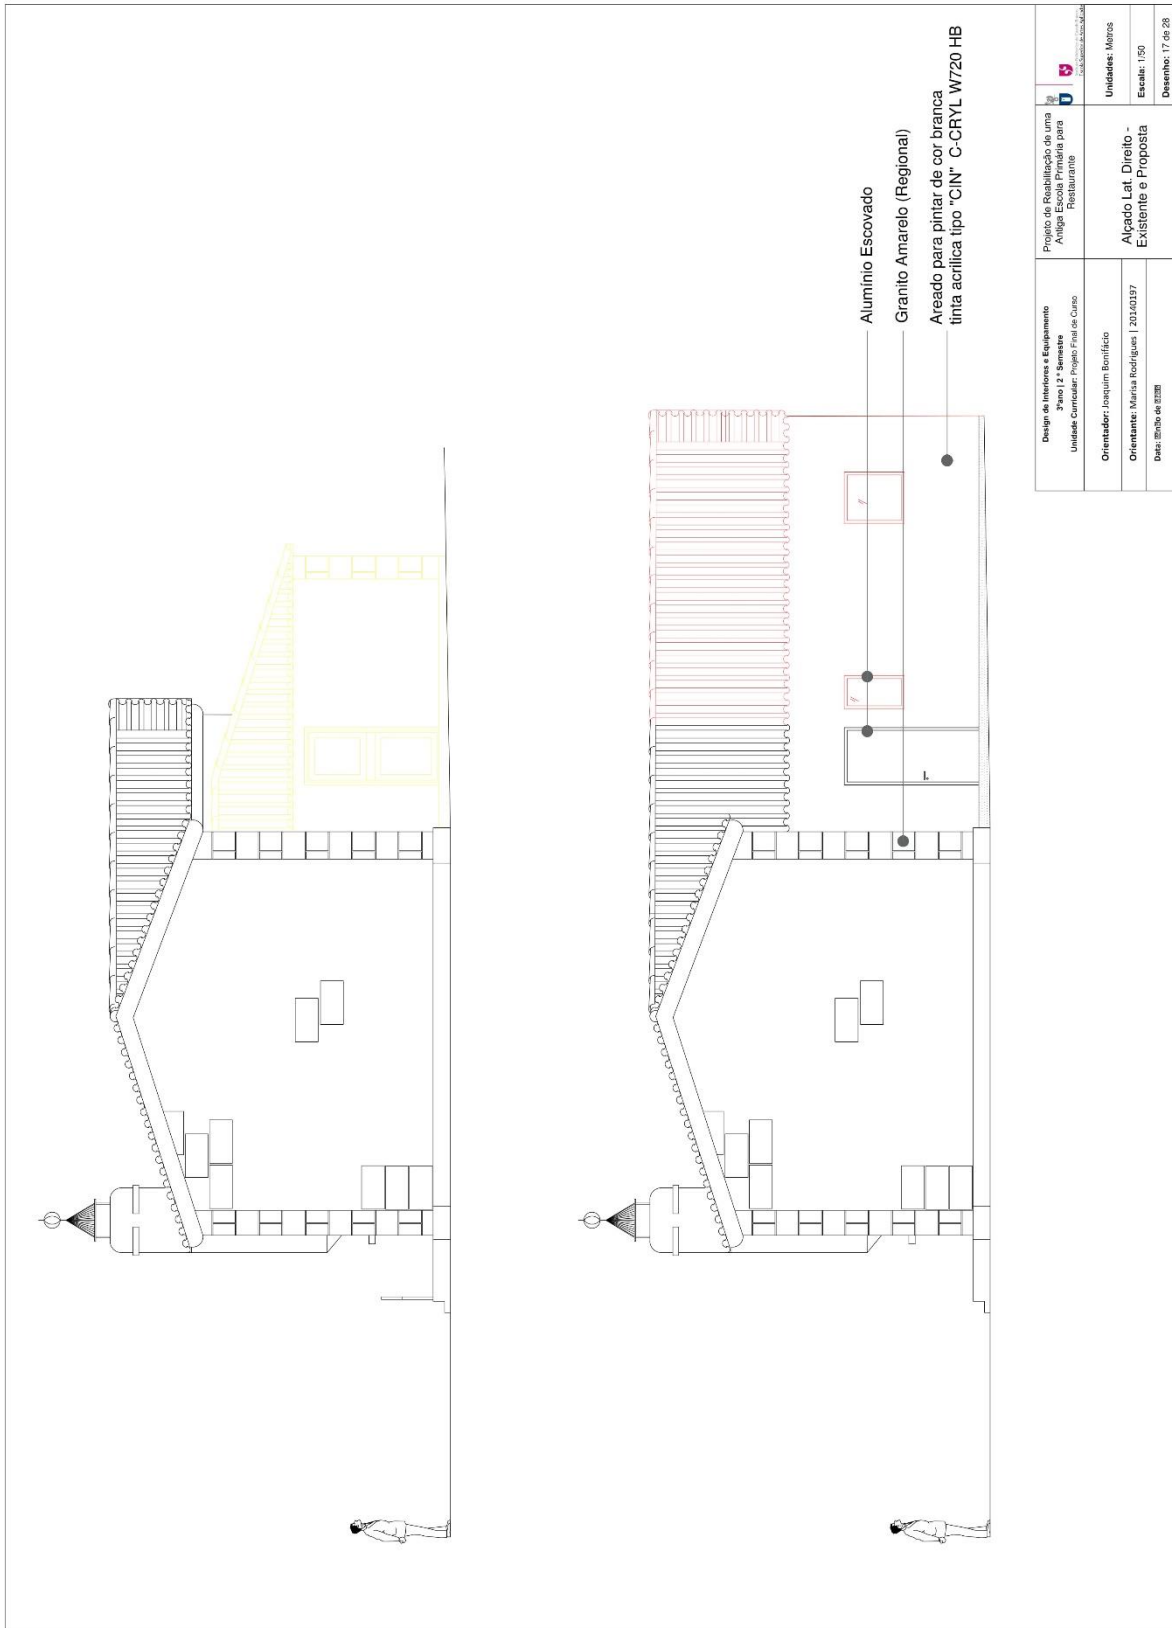 Alumínio Escovado
Granito Amarelo (Regional)
Areado para pintar de cor branca
tinta acrilica tipo "CIN" C-CRYL W720 HB
Design de Interiores e Equipamento
3ºano | 2 º Semestre
Unidade Curricular: Projeto Final de Curso
Projeto de Reabilitação de uma
Antiga Escola Primária para
Restaurante
Orientador: Joaquim Bonifácio
Orientante: Marisa Rodrigues | 20140197
Data:
Alçado Lat. Direito -
Existente e Proposta
Unidades: Metros
Escala: 1/50
Desenho: 17 de 28